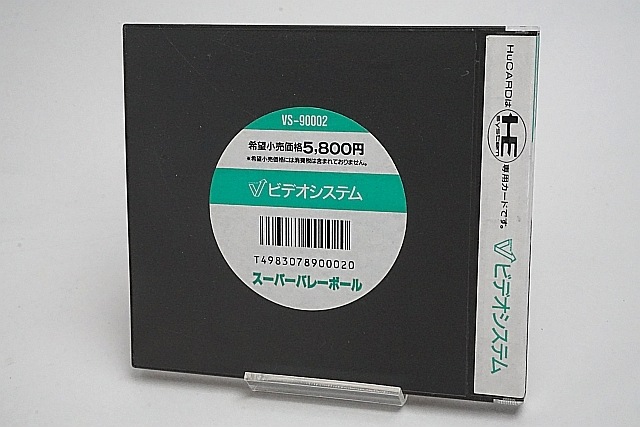 VS-90002
希望小売価格5,800円
*希望小売価格には消費税は含まれておりません。
ビデオシステム
T4983078900020
スーパーバレーボール
HuCARDは
HE
system
専用カードです。
ビデオシステム